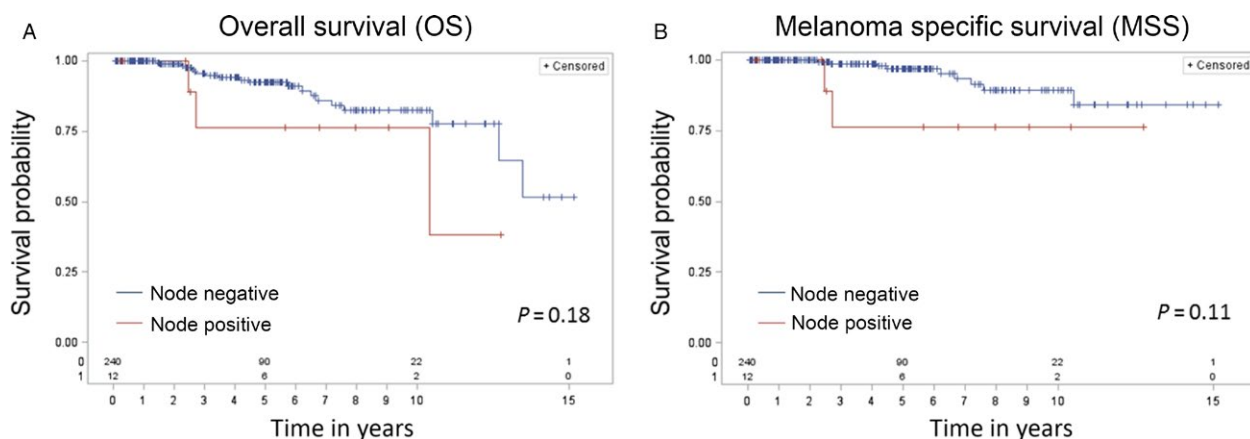 A
Overall survival (OS)
1.00
0.75
0.50
0.25
0.00
Survival probability
+ Censored
Node negative
Node positive
P = 0.18
0 240 90 22 1
1 12 6 2 0
0 1 2 3 4 5 6 7 8 9 10 15
Time in years
B
Melanoma specific survival (MSS)
1.00
0.75
0.50
0.25
0.00
Survival probability
+ Censored
Node negative
Node positive
P = 0.11
0 240 90 22 1
1 12 6 2 0
0 1 2 3 4 5 6 7 8 9 10 15
Time in years